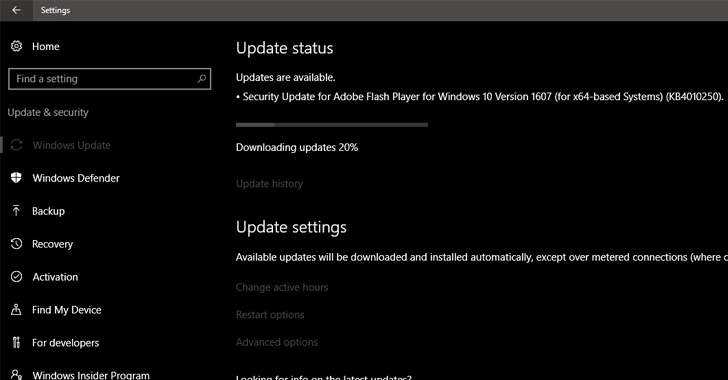 Settings
Home
Find a setting
Update & security
Windows Update
Windows Defender
Backup
Recovery
Activation
Find My Device
For developers
Windows Insider Program
Update status
Updates are available.
• Security Update for Adobe Flash Player for Windows 10 Version 1607 (for x64-based Systems) (KB4010250).
Downloading updates 20%
Update history
Update settings
Available updates will be downloaded and installed automatically, except over metered connections (where
Change active hours
Restart options
Advanced options
Looking for info on the latest updates?